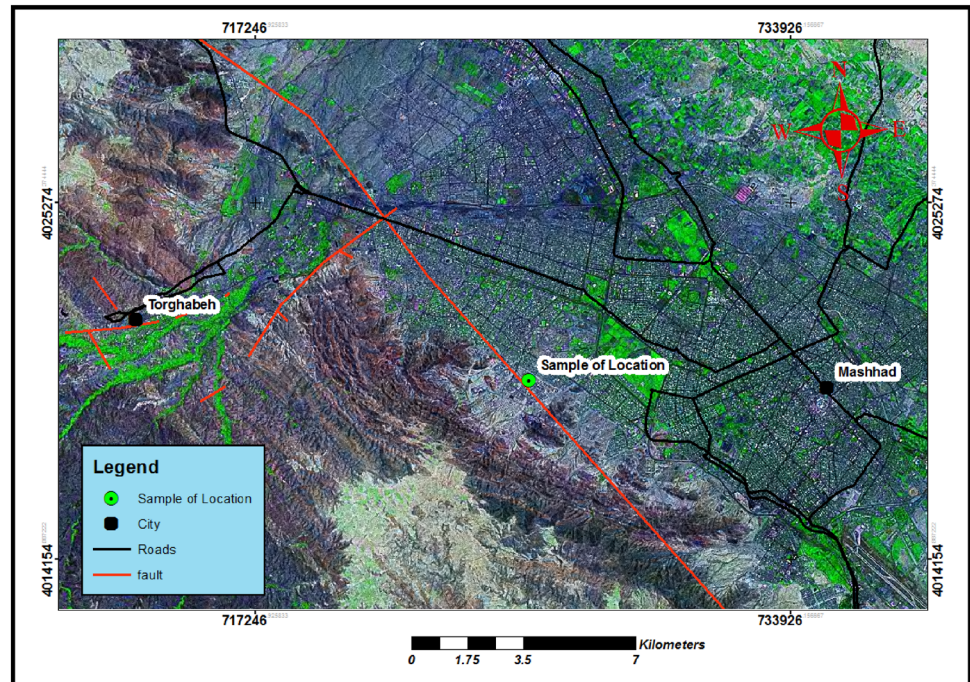 717246
733926
N
W E
S
4025274
4025274
Torghabeh
Sample of Location
Mashhad
Legend
Sample of Location
City
Roads
fault
4014154
4014154
717246
733926
Kilometers
0 1.75 3.5 7